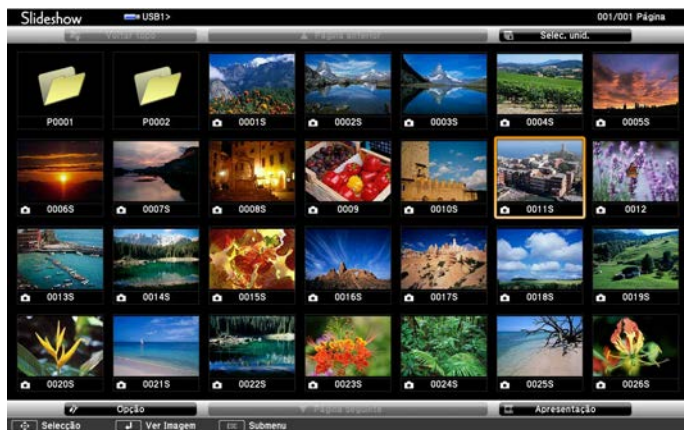 Slideshow USB1> 001/001 Página
Voltar topo ▲ Página anterior Selec. unid.
P0001 P0002 0001S 0002S 0003S 0004S 0005S
0006S 0007S 0008S 0009 0010S 0011S 0012
0013S 0014S 0015S 0016S 0017S 0018S 0019S
0020S 0021S 0022S 0023S 0024S 0025S 0026S
Opção ▼ Página seguinte Apresentação
Selecção Ver Imagem ESC Submenu